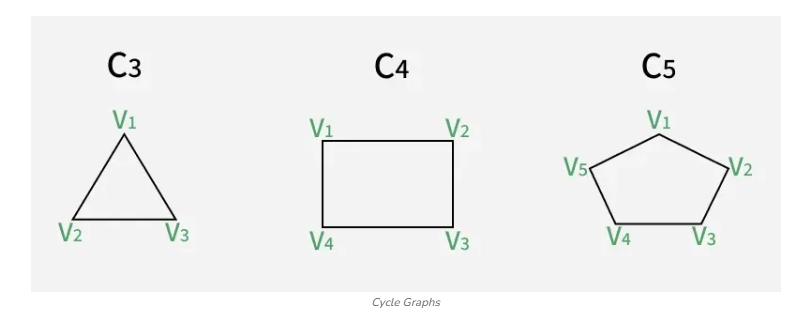 C3 C4 C5
V1 V1 V2 V1
V5 V2
V2 V3 V4 V3 V4 V3
Cycle Graphs